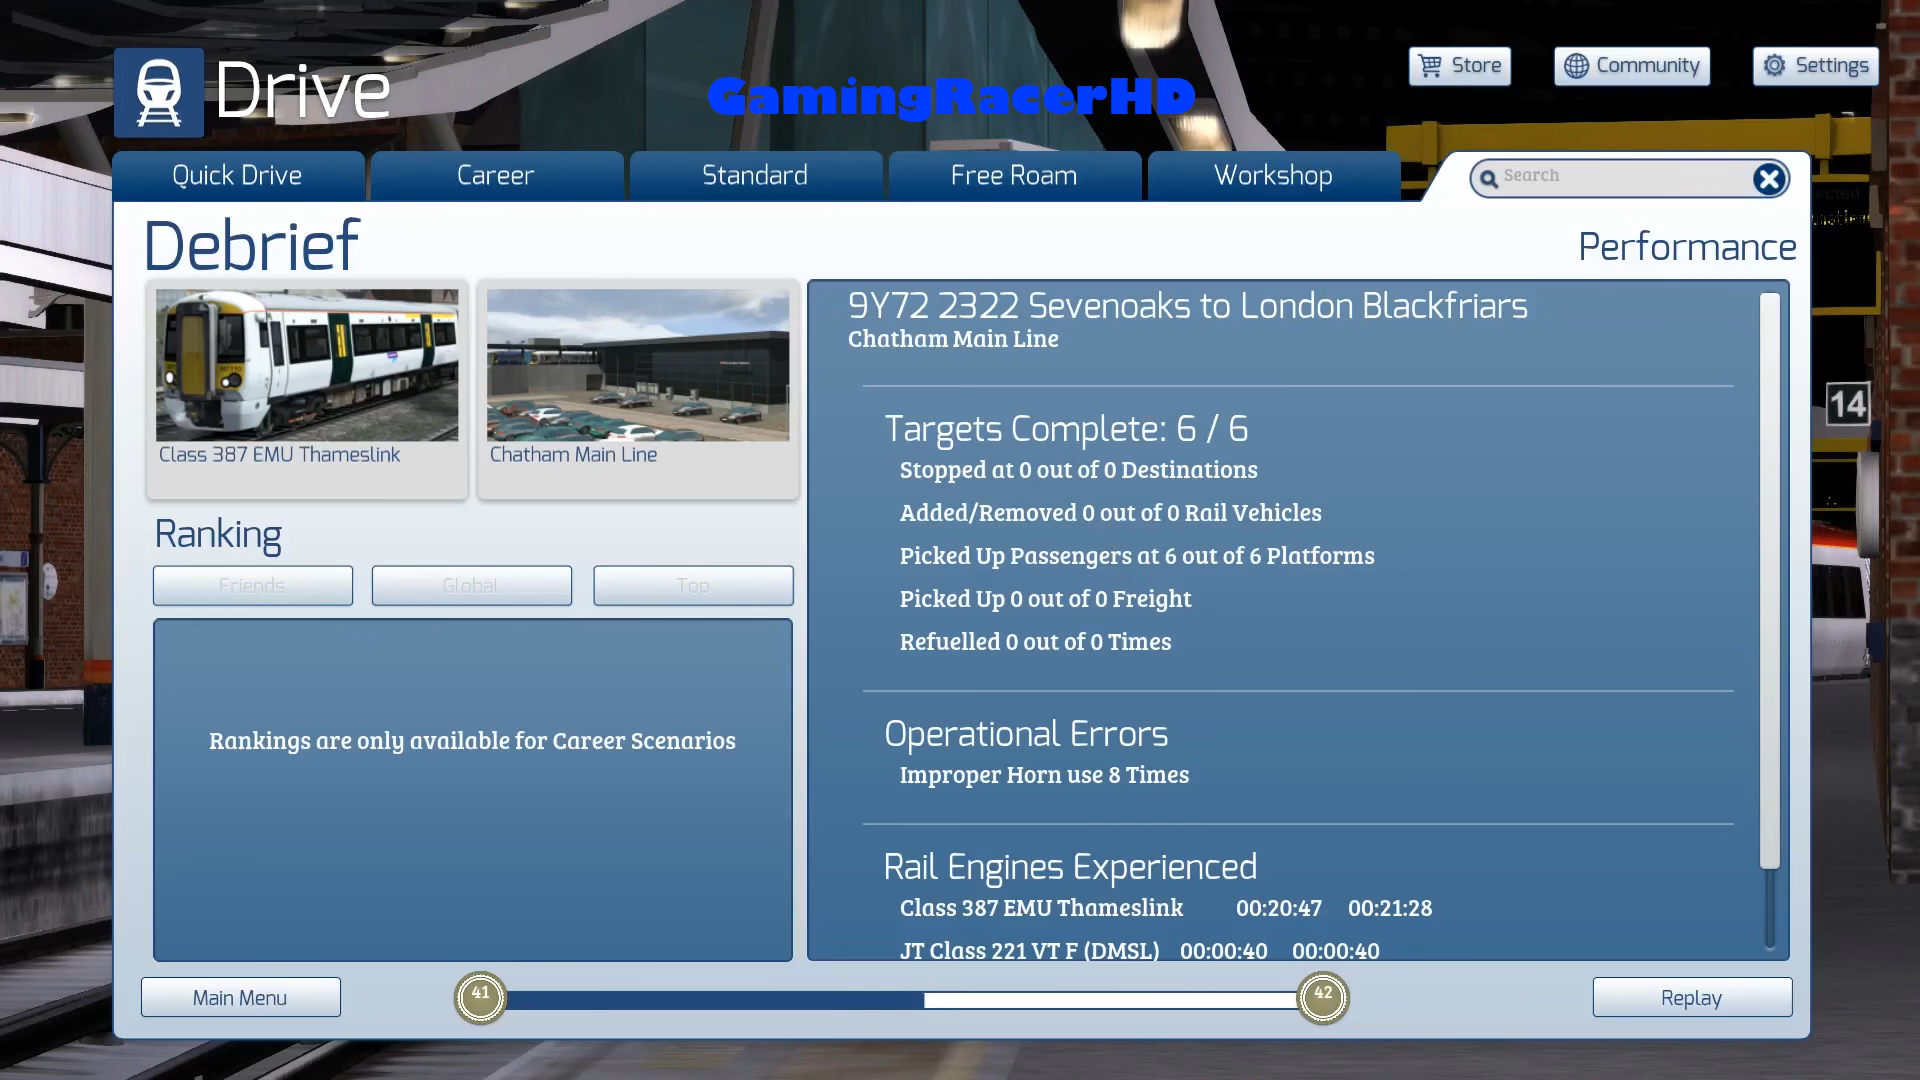 Drive
GamingRacerHD
Store
Community
Settings
Quick Drive
Career
Standard
Free Roam
Workshop
Search
Debrief
Performance
Class 387 EMU Thameslink
Chatham Main Line
Ranking
Friends
Global
Top
Rankings are only available for Career Scenarios
9Y72 2322 Sevenoaks to London Blackfriars
Chatham Main Line
Targets Complete: 6 / 6
Stopped at 0 out of 0 Destinations
Added/Removed 0 out of 0 Rail Vehicles
Picked Up Passengers at 6 out of 6 Platforms
Picked Up 0 out of 0 Freight
Refuelled 0 out of 0 Times
Operational Errors
Improper Horn use 8 Times
Rail Engines Experienced
Class 387 EMU Thameslink 00:20:47 00:21:28
JT Class 221 VT F (DMSL) 00:00:40 00:00:40
14
Main Menu
41
42
Replay